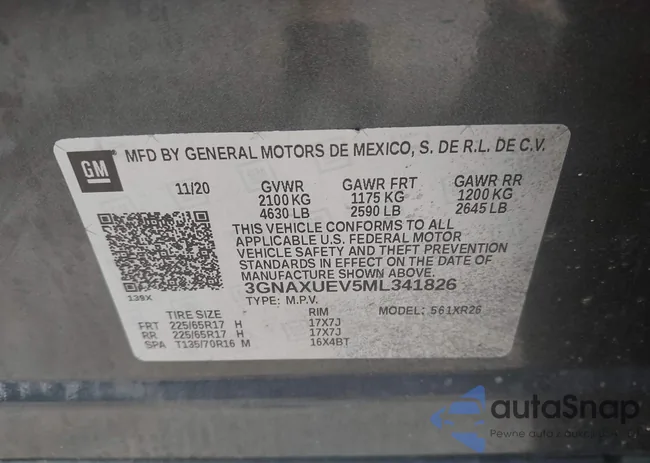 GM
MFD BY GENERAL MOTORS DE MEXICO, S. DE R.L. DE C.V.
11/20 GVWR GAWR FRT GAWR RR
2100 KG 1175 KG 1200 KG
4630 LB 2590 LB 2645 LB
THIS VEHICLE CONFORMS TO ALL
APPLICABLE U.S. FEDERAL MOTOR
VEHICLE SAFETY AND THEFT PREVENTION
STANDARDS IN EFFECT ON THE DATE OF
MANUFACTURE SHOWN ABOVE.
3GNAXUEV5ML341826
139X
TYPE: M.P.V. MODEL: 561XR26
TIRE SIZE RIM
FRT 225/65R17 H 17X7J
RR 225/65R17 H 17X7J
SPA T135/70R16 M 16X4BT
autaSnap
Pewne auto z aukcji